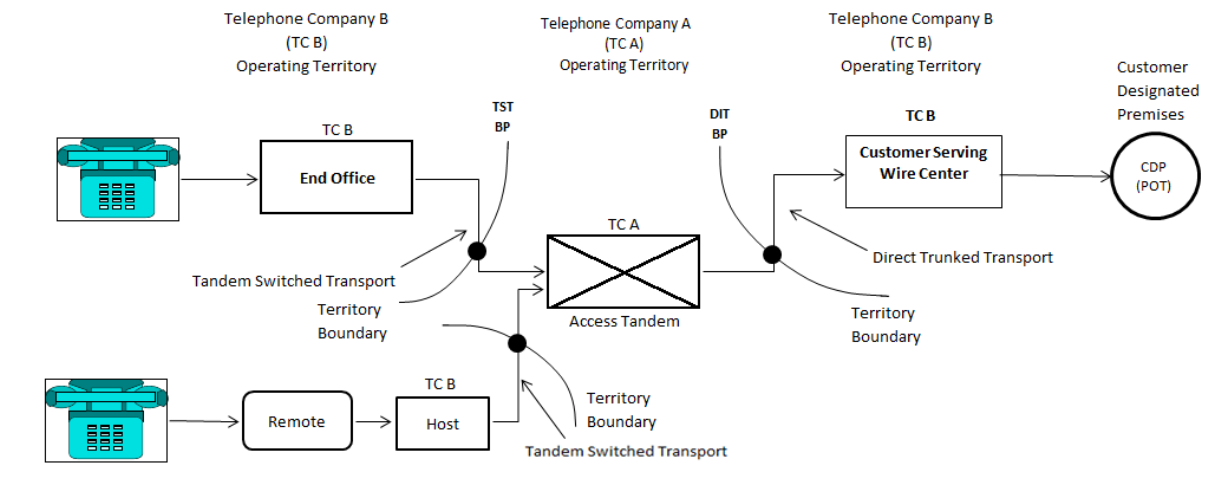 Telephone Company B
(TC B)
Operating Territory
Telephone Company A
(TC A)
Operating Territory
Telephone Company B
(TC B)
Operating Territory
Customer
Designated
Premises
TST
BP
DIT
BP
TC B
End Office
TC B
Customer Serving
Wire Center
CDP
(POT)
TC A
Access Tandem
Tandem Switched Transport
Direct Trunked Transport
Territory
Boundary
Territory
Boundary
TC B
Remote
Host
Territory
Boundary
Tandem Switched Transport